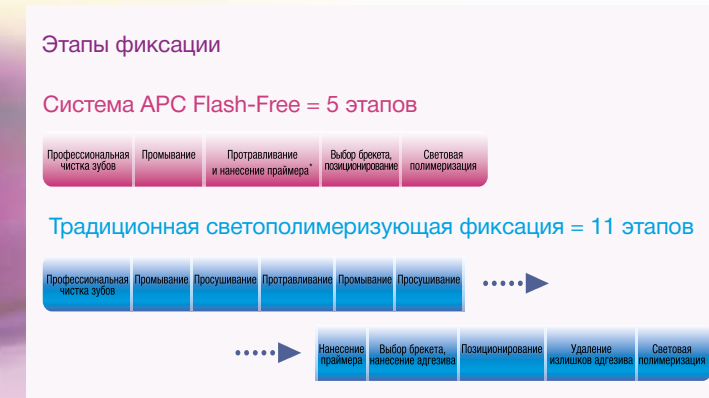 Этапы фиксации
Система APC Flash-Free = 5 этапов
Профессиональная чистка зубов
Промывание
Протравливание и нанесение праймера*
Выбор брекета, позиционирование
Световая полимеризация
Традиционная светополимеризующая фиксация = 11 этапов
Профессиональная чистка зубов
Промывание
Просушивание
Протравливание
Промывание
Просушивание
Нанесение праймера
Выбор брекета, нанесение адгезива
Позиционирование
Удаление излишков адгезива
Световая полимеризация